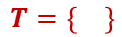 T = {   }